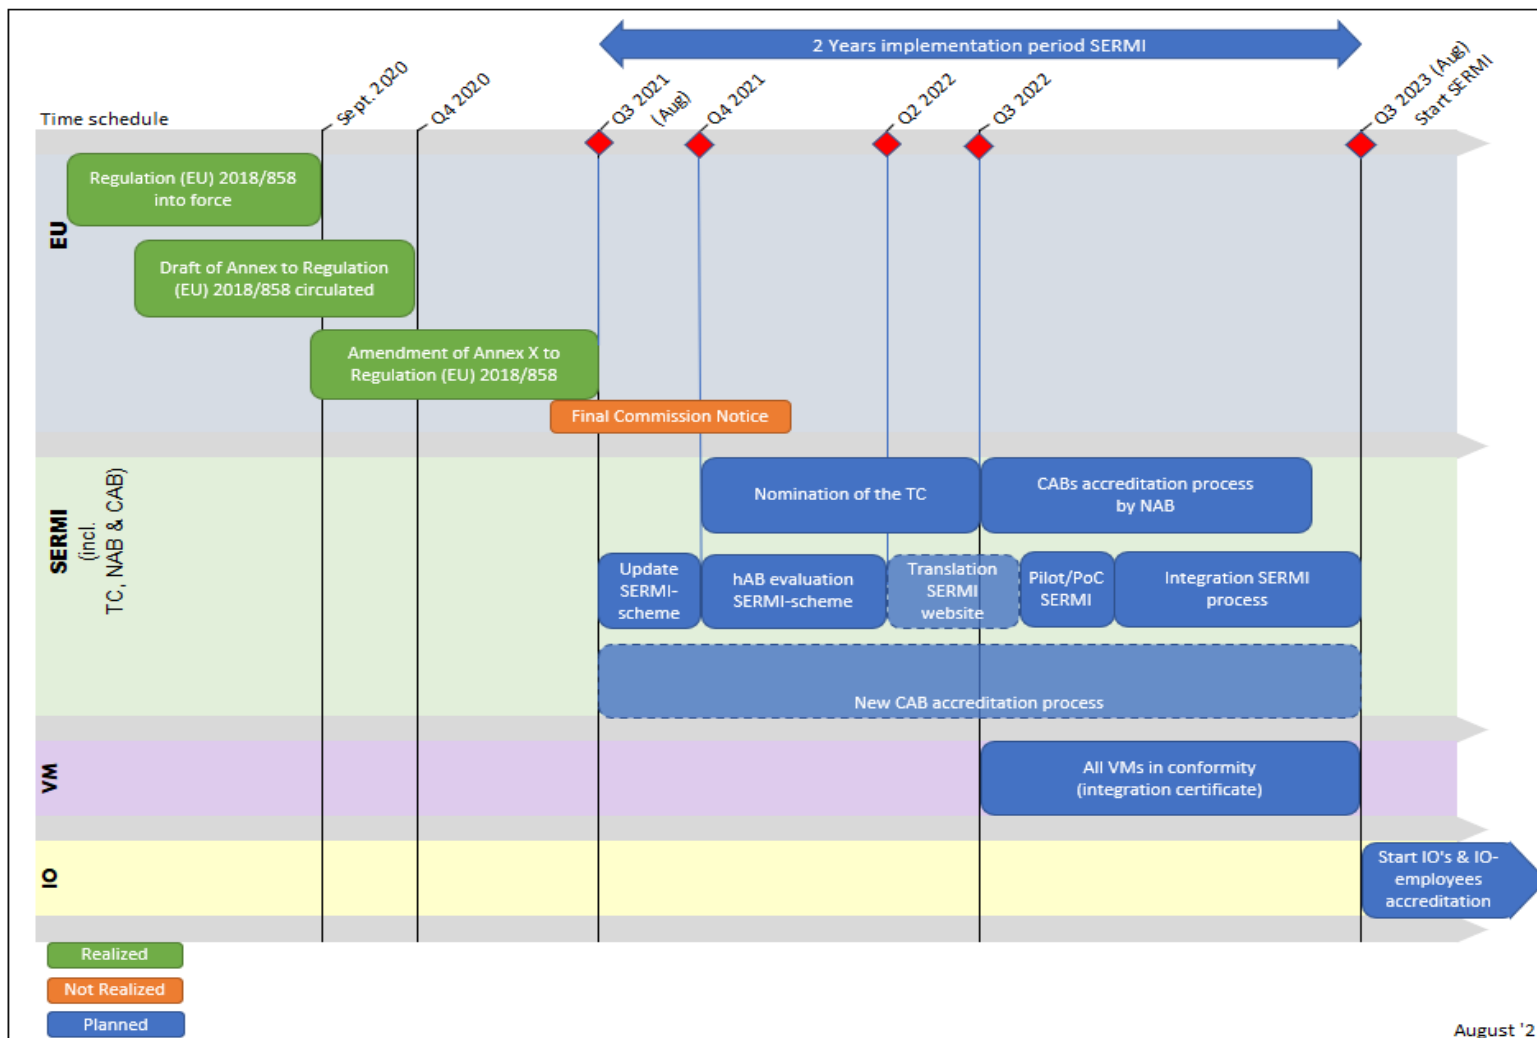 2 Years implementation period SERMI
Time schedule
Sept. 2020
Q4 2020
Q3 2021
(Aug)
Q4 2021
Q2 2022
Q3 2022
Q3 2023 (Aug)
Start SERMI
EU
Regulation (EU) 2018/858
into force
Draft of Annex to Regulation
(EU) 2018/858 circulated
Amendment of Annex X to
Regulation (EU) 2018/858
Final Commission Notice
SERMI
(incl.
TC, NAB & CAB)
Nomination of the TC
CABs accreditation process
by NAB
Update
SERMI-
scheme
hAB evaluation
SERMI-scheme
Translation
SERMI
website
Pilot/PoC
SERMI
Integration SERMI
process
New CAB accreditation process
VM
All VMs in conformity
(integration certificate)
IO
Start IO's & IO-
employees
accreditation
Realized
Not Realized
Planned
August '2